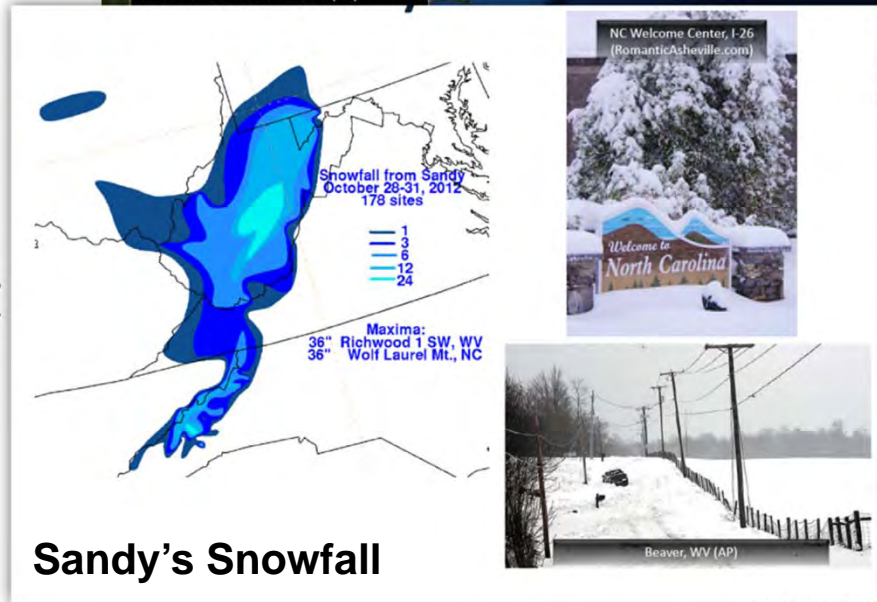 Snowfall from Sandy
October 28-31, 2012
178 sites
1
3
6
12
24
Maxima:
36" Richwood 1 SW, WV
36" Wolf Laurel Mt., NC
NC Welcome Center, I-26
(RomanticAsheville.com)
Welcome to
North Carolina
Beaver, WV (AP)
Sandy's Snowfall